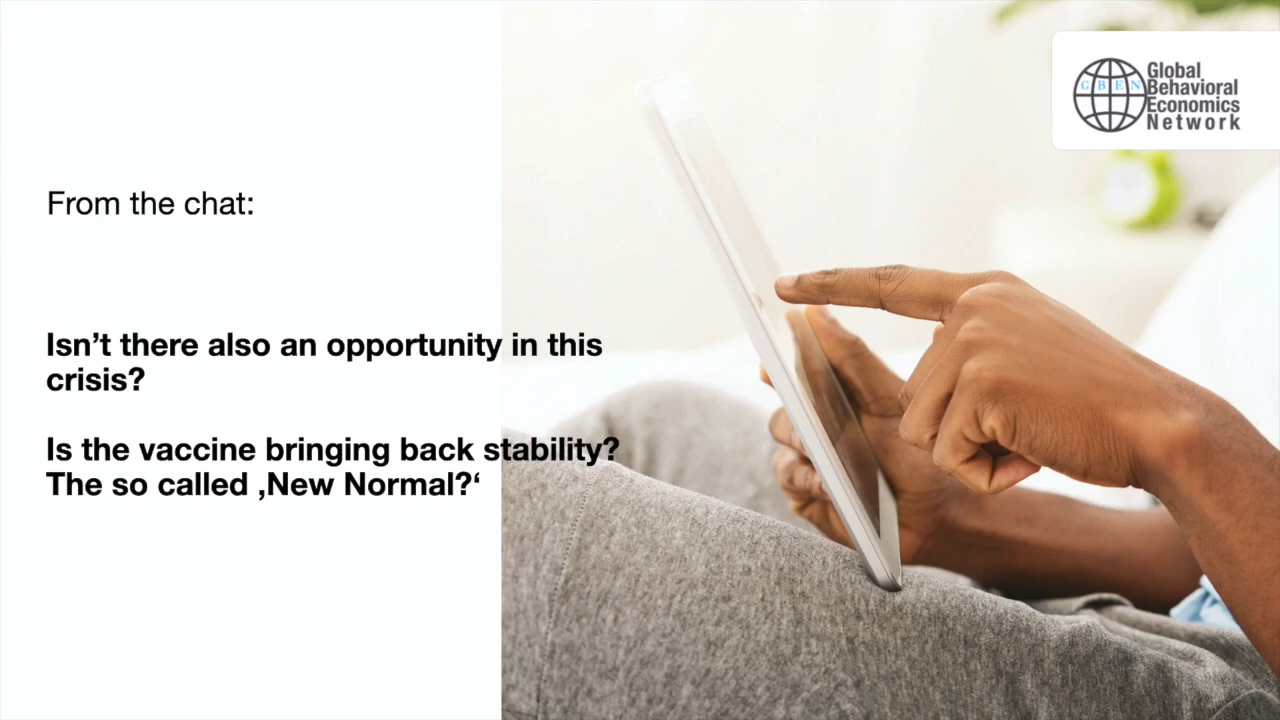 Global
Behavioral
Economics
Network
GBEN
From the chat:
Isn’t there also an opportunity in this
crisis?
Is the vaccine bringing back stability?
The so called ‚New Normal?‘